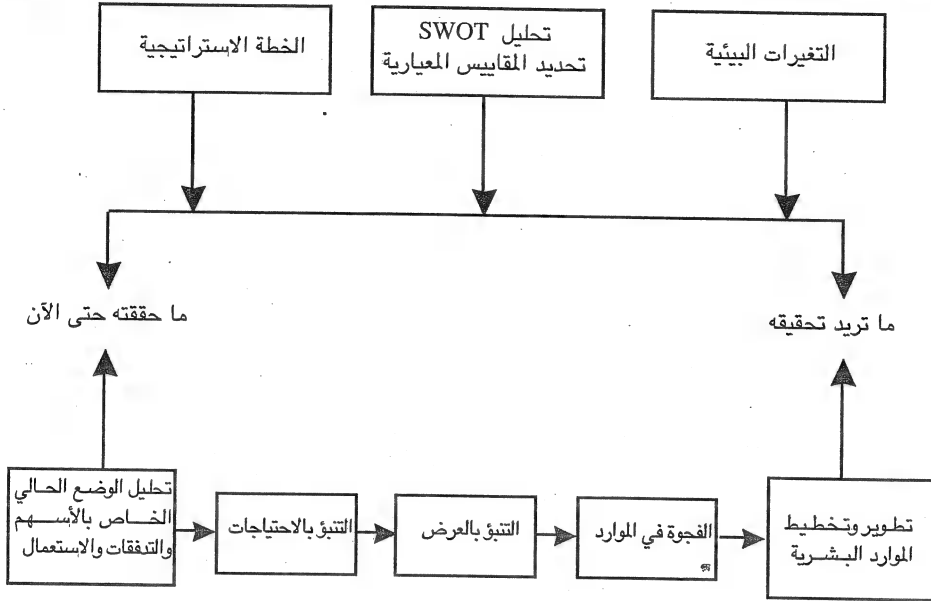 التغيرات البيئية
تحليل SWOT
تحديد المقاييس المعيارية
الخطة الاستراتيجية
ما تريد تحقيقه
ما حققته حتى الآن
تحليل الوضع الحالي
الخاص بالأسهم
والتدفقات والاستعمال
التنبؤ بالاحتياجات
التنبؤ بالعرض
الفجوة في الموارد
تطوير وتخطيط
الموارد البشرية